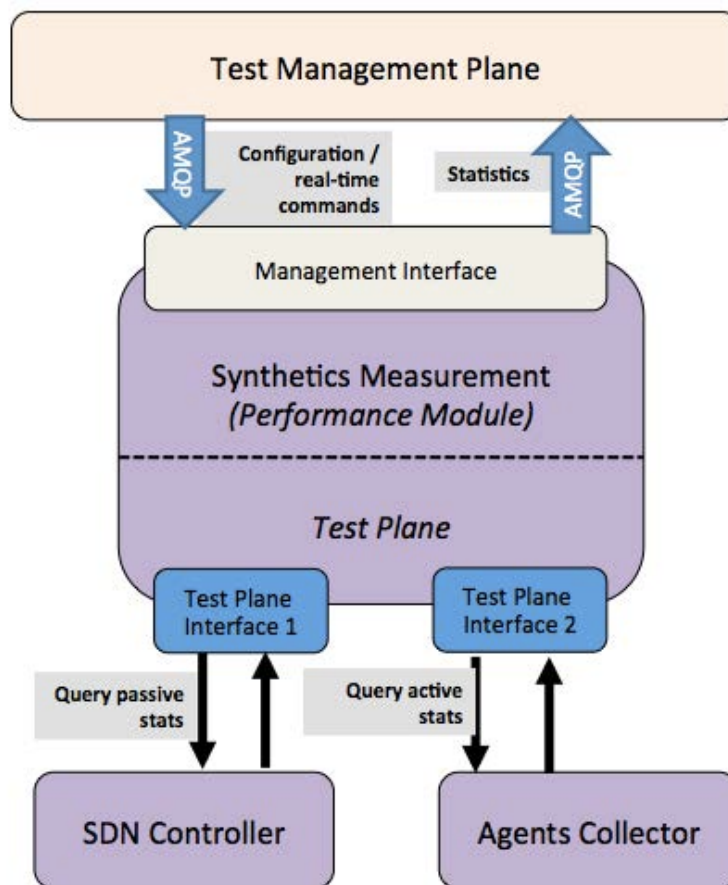 Test Management Plane
AMQP
Configuration /
real-time
commands
Statistics
AMQP
Management Interface
Synthetics Measurement
(Performance Module)
Test Plane
Test Plane
Interface 1
Test Plane
Interface 2
Query passive
stats
Query active
stats
SDN Controller
Agents Collector